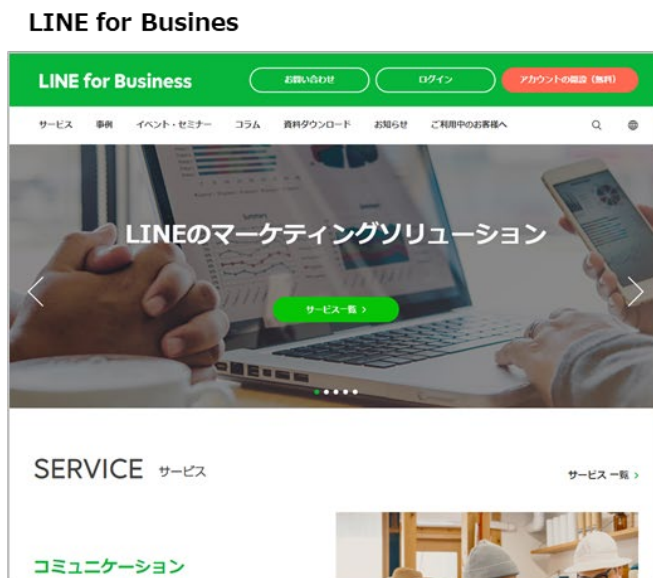 LINE for Busines
LINE for Business
お問い合わせ
ログイン
アカウントの開設（無料）
サービス 事例 イベント・セミナー コラム 資料ダウンロード お知らせ ご利用中のお客様へ
LINEのマーケティングソリューション
サービス一覧
SERVICE サービス
サービス 一覧
コミュニケーション